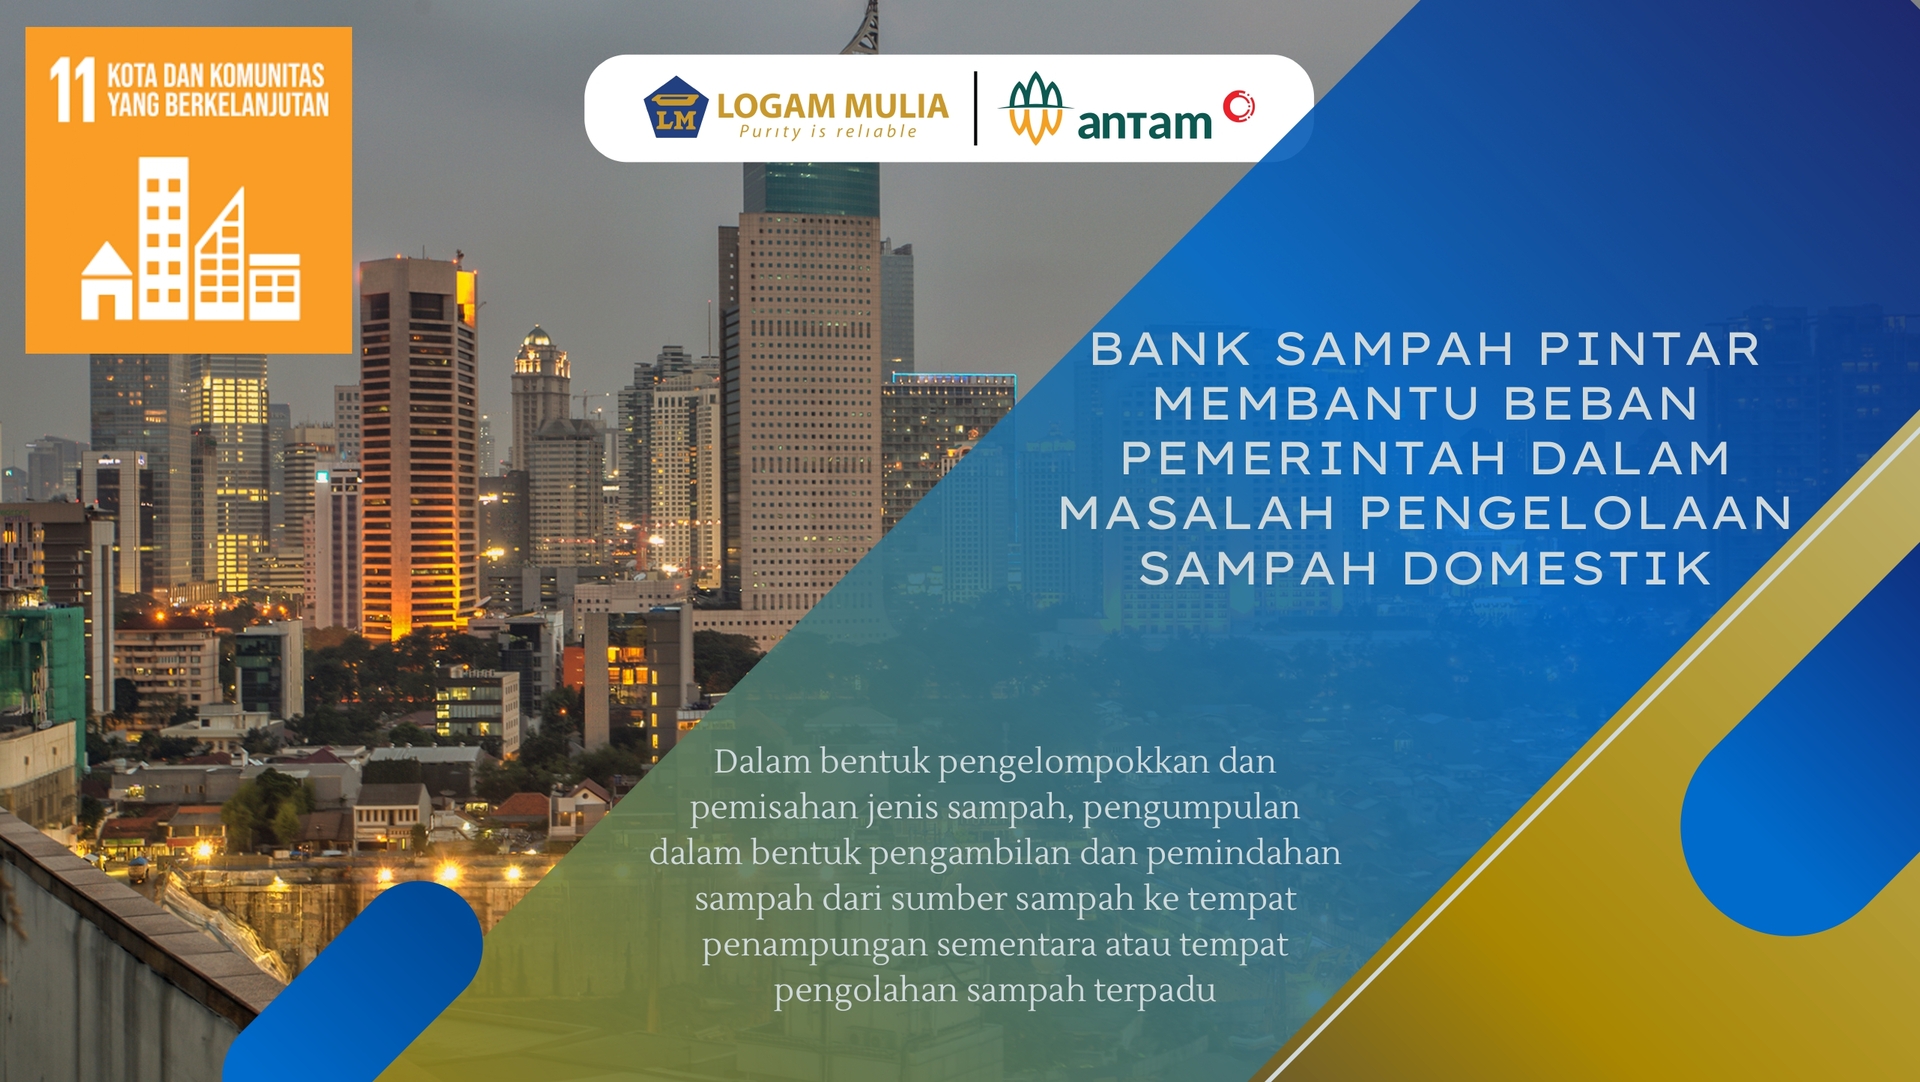 11 KOTA DAN KOMUNITAS
YANG BERKELANJUTAN
LM
LOGAM MULIA
Purity is reliable
antam
BANK SAMPAH PINTAR
MEMBANTU BEBAN
PEMERINTAH DALAM
MASALAH PENGELOLAAN
SAMPAH DOMESTIK
Dalam bentuk pengelompokkan dan
pemisahan jenis sampah, pengumpulan
dalam bentuk pengambilan dan pemindahan
sampah dari sumber sampah ke tempat
penampungan sementara atau tempat
pengolahan sampah terpadu